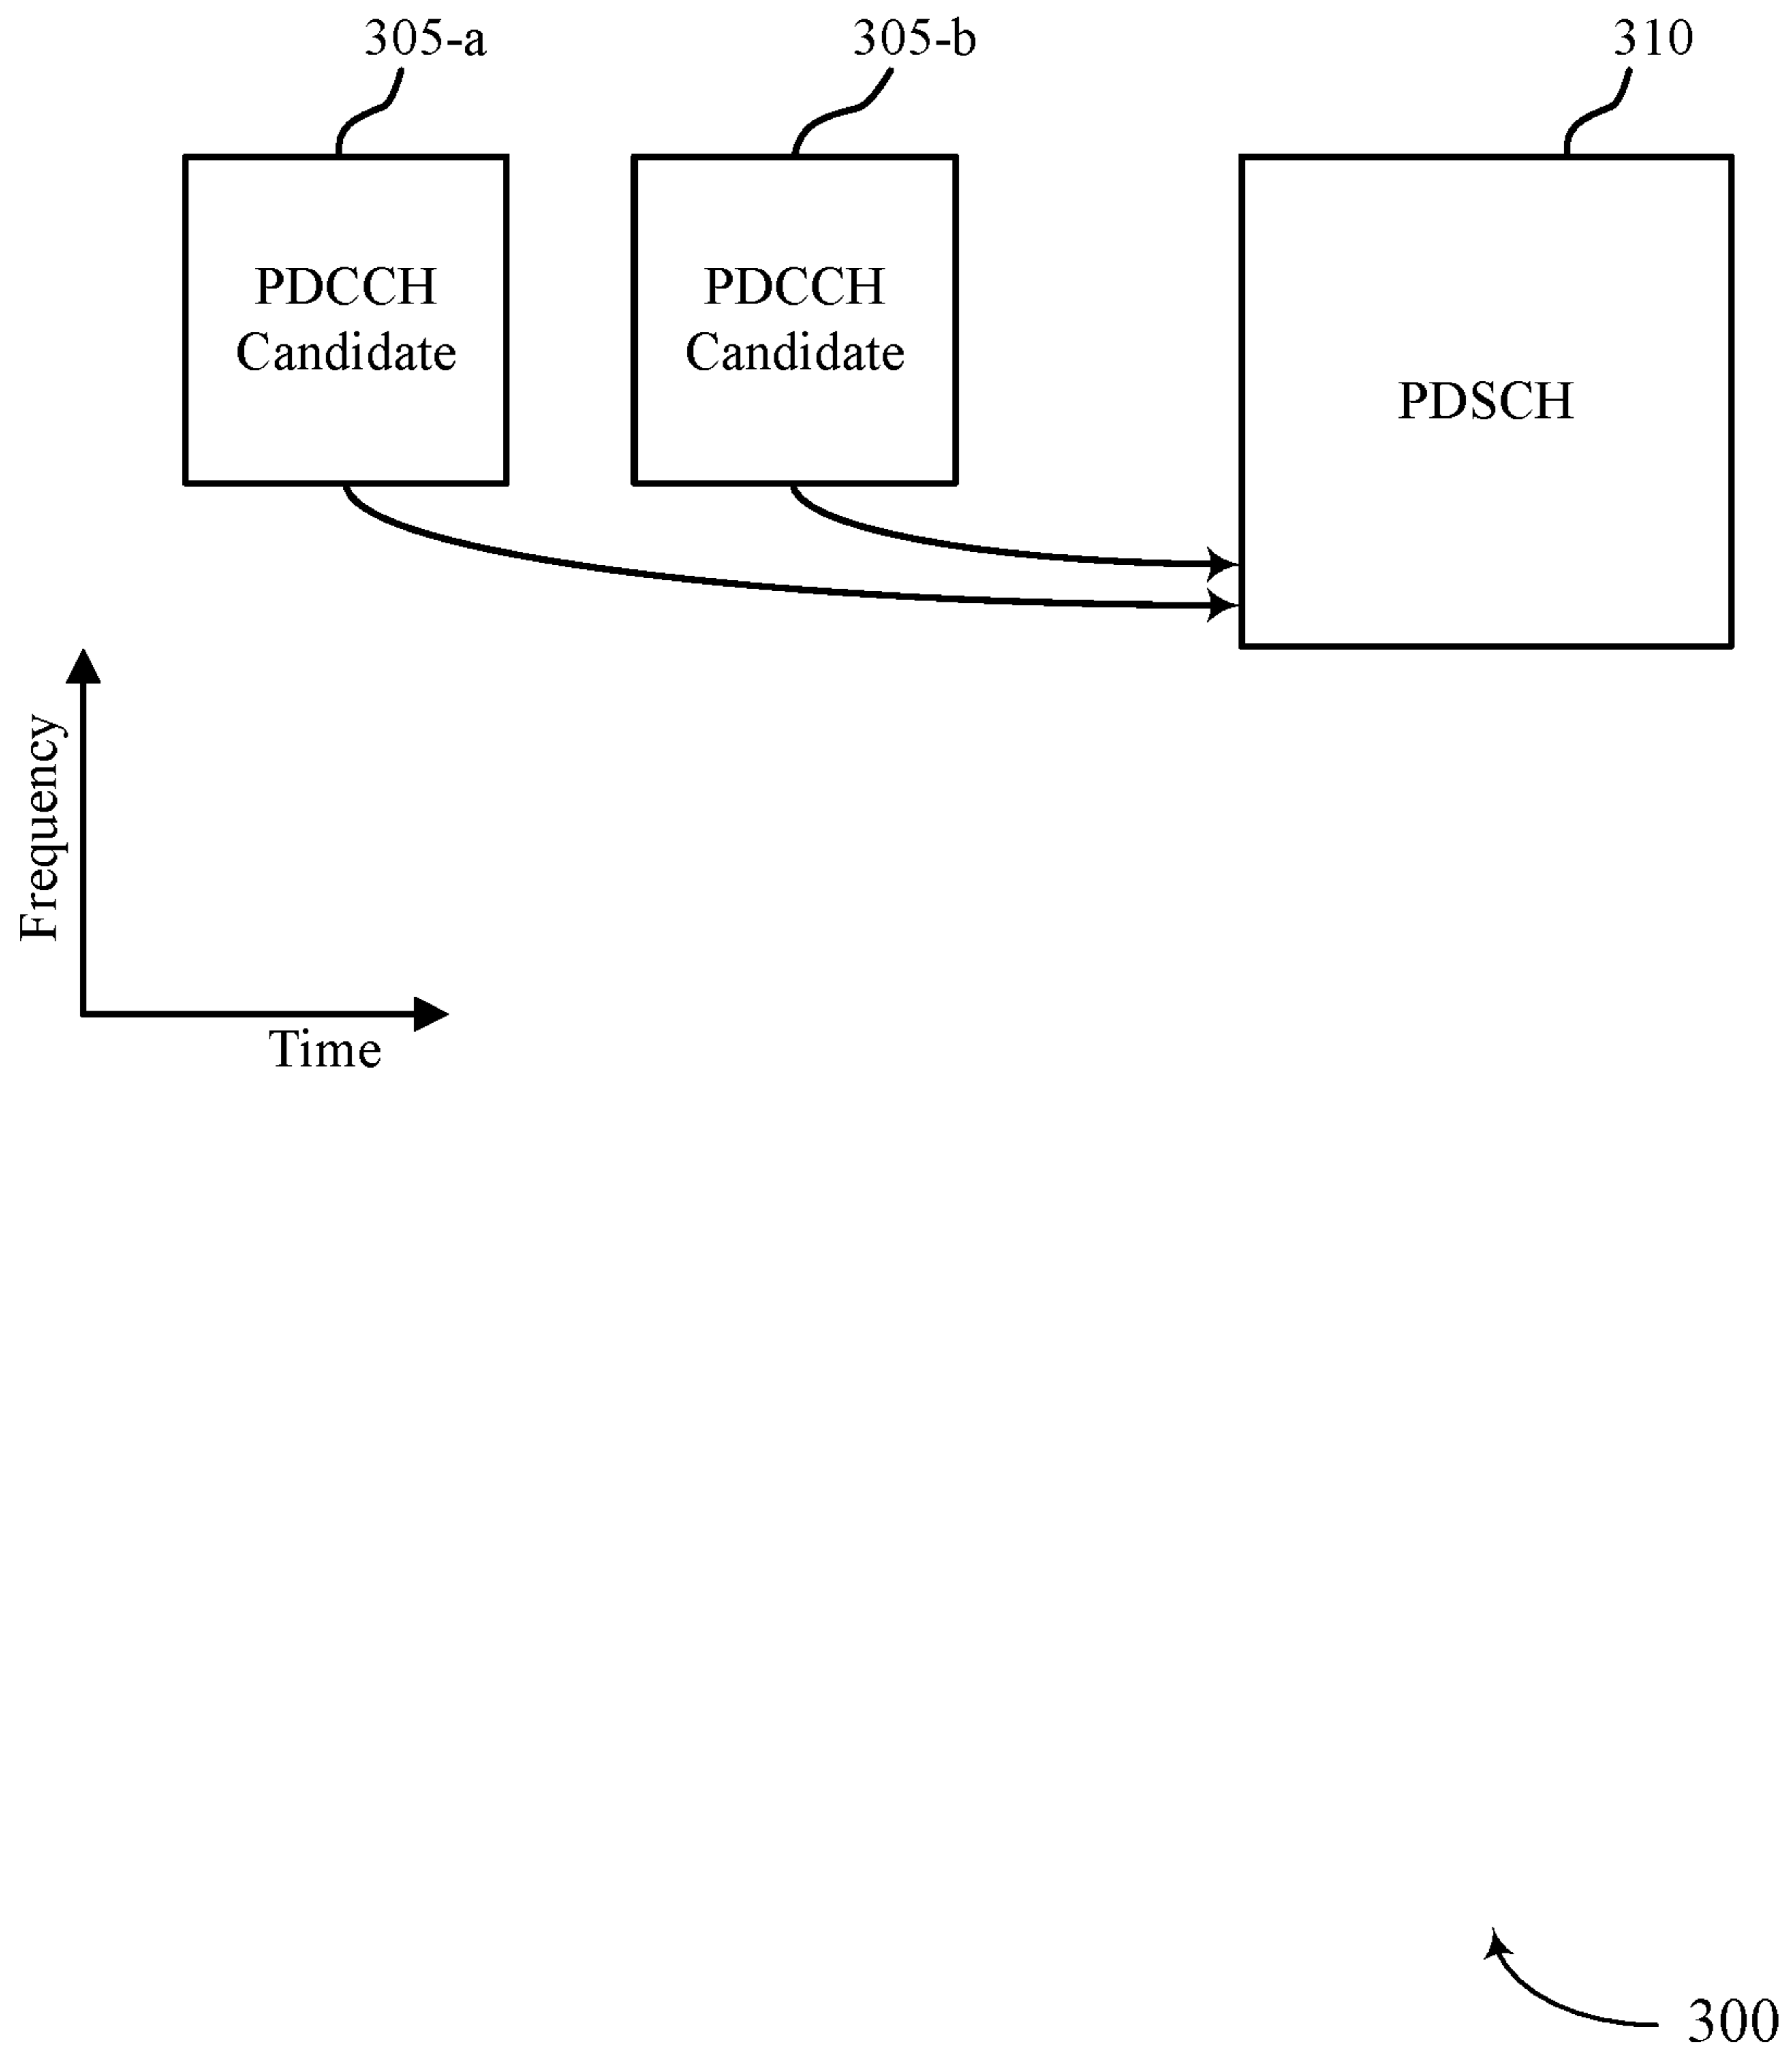 305-a
305-b
310
PDCCH
Candidate
PDCCH
Candidate
PDSCH
Frequency
Time
300